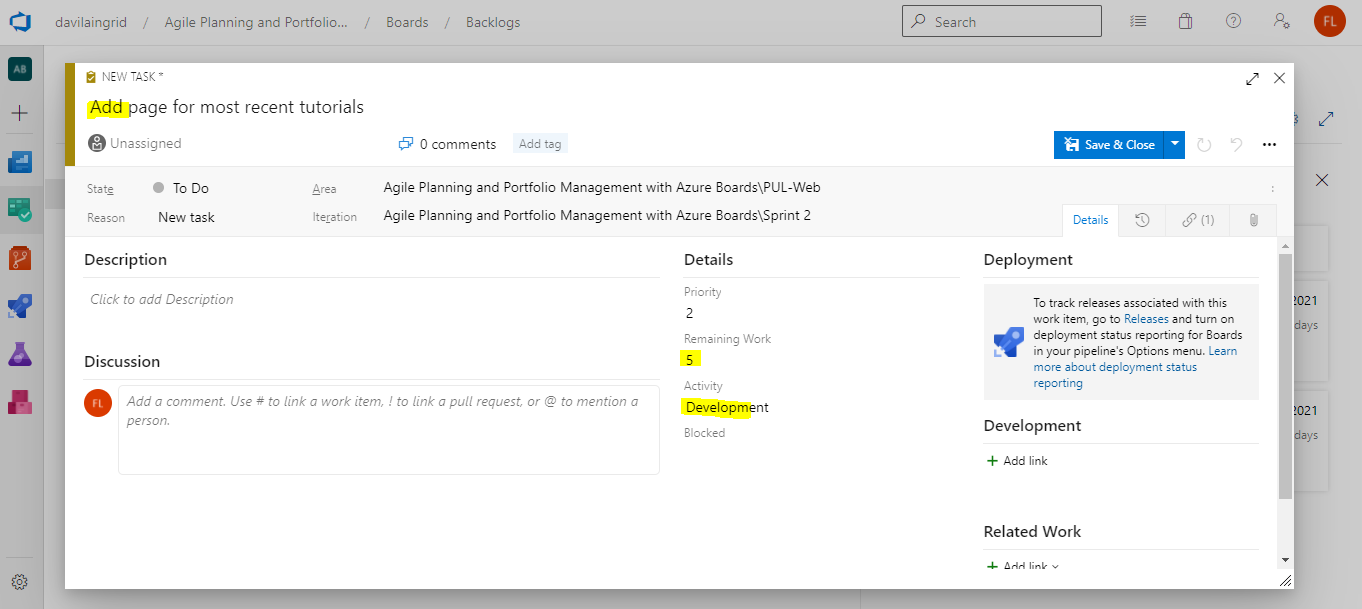 davilaingrid / Agile Planning and Portfolio... / Boards / Backlogs
Search
FL
AB
NEW TASK *
Add page for most recent tutorials
Unassigned
0 comments
Add tag
Save & Close
State
To Do
Area
Agile Planning and Portfolio Management with Azure Boards\PUL-Web
Reason
New task
Iteration
Agile Planning and Portfolio Management with Azure Boards\Sprint 2
Details
(1)
Description
Click to add Description
Discussion
FL
Add a comment. Use # to link a work item, ! to link a pull request, or @ to mention a
person.
Details
Priority
2
Remaining Work
5
Activity
Development
Blocked
Deployment
To track releases associated with this
work item, go to Releases and turn on
deployment status reporting for Boards
in your pipeline's Options menu. Learn
more about deployment status
reporting
Development
Add link
Related Work
Add link
2021
days
2021
days